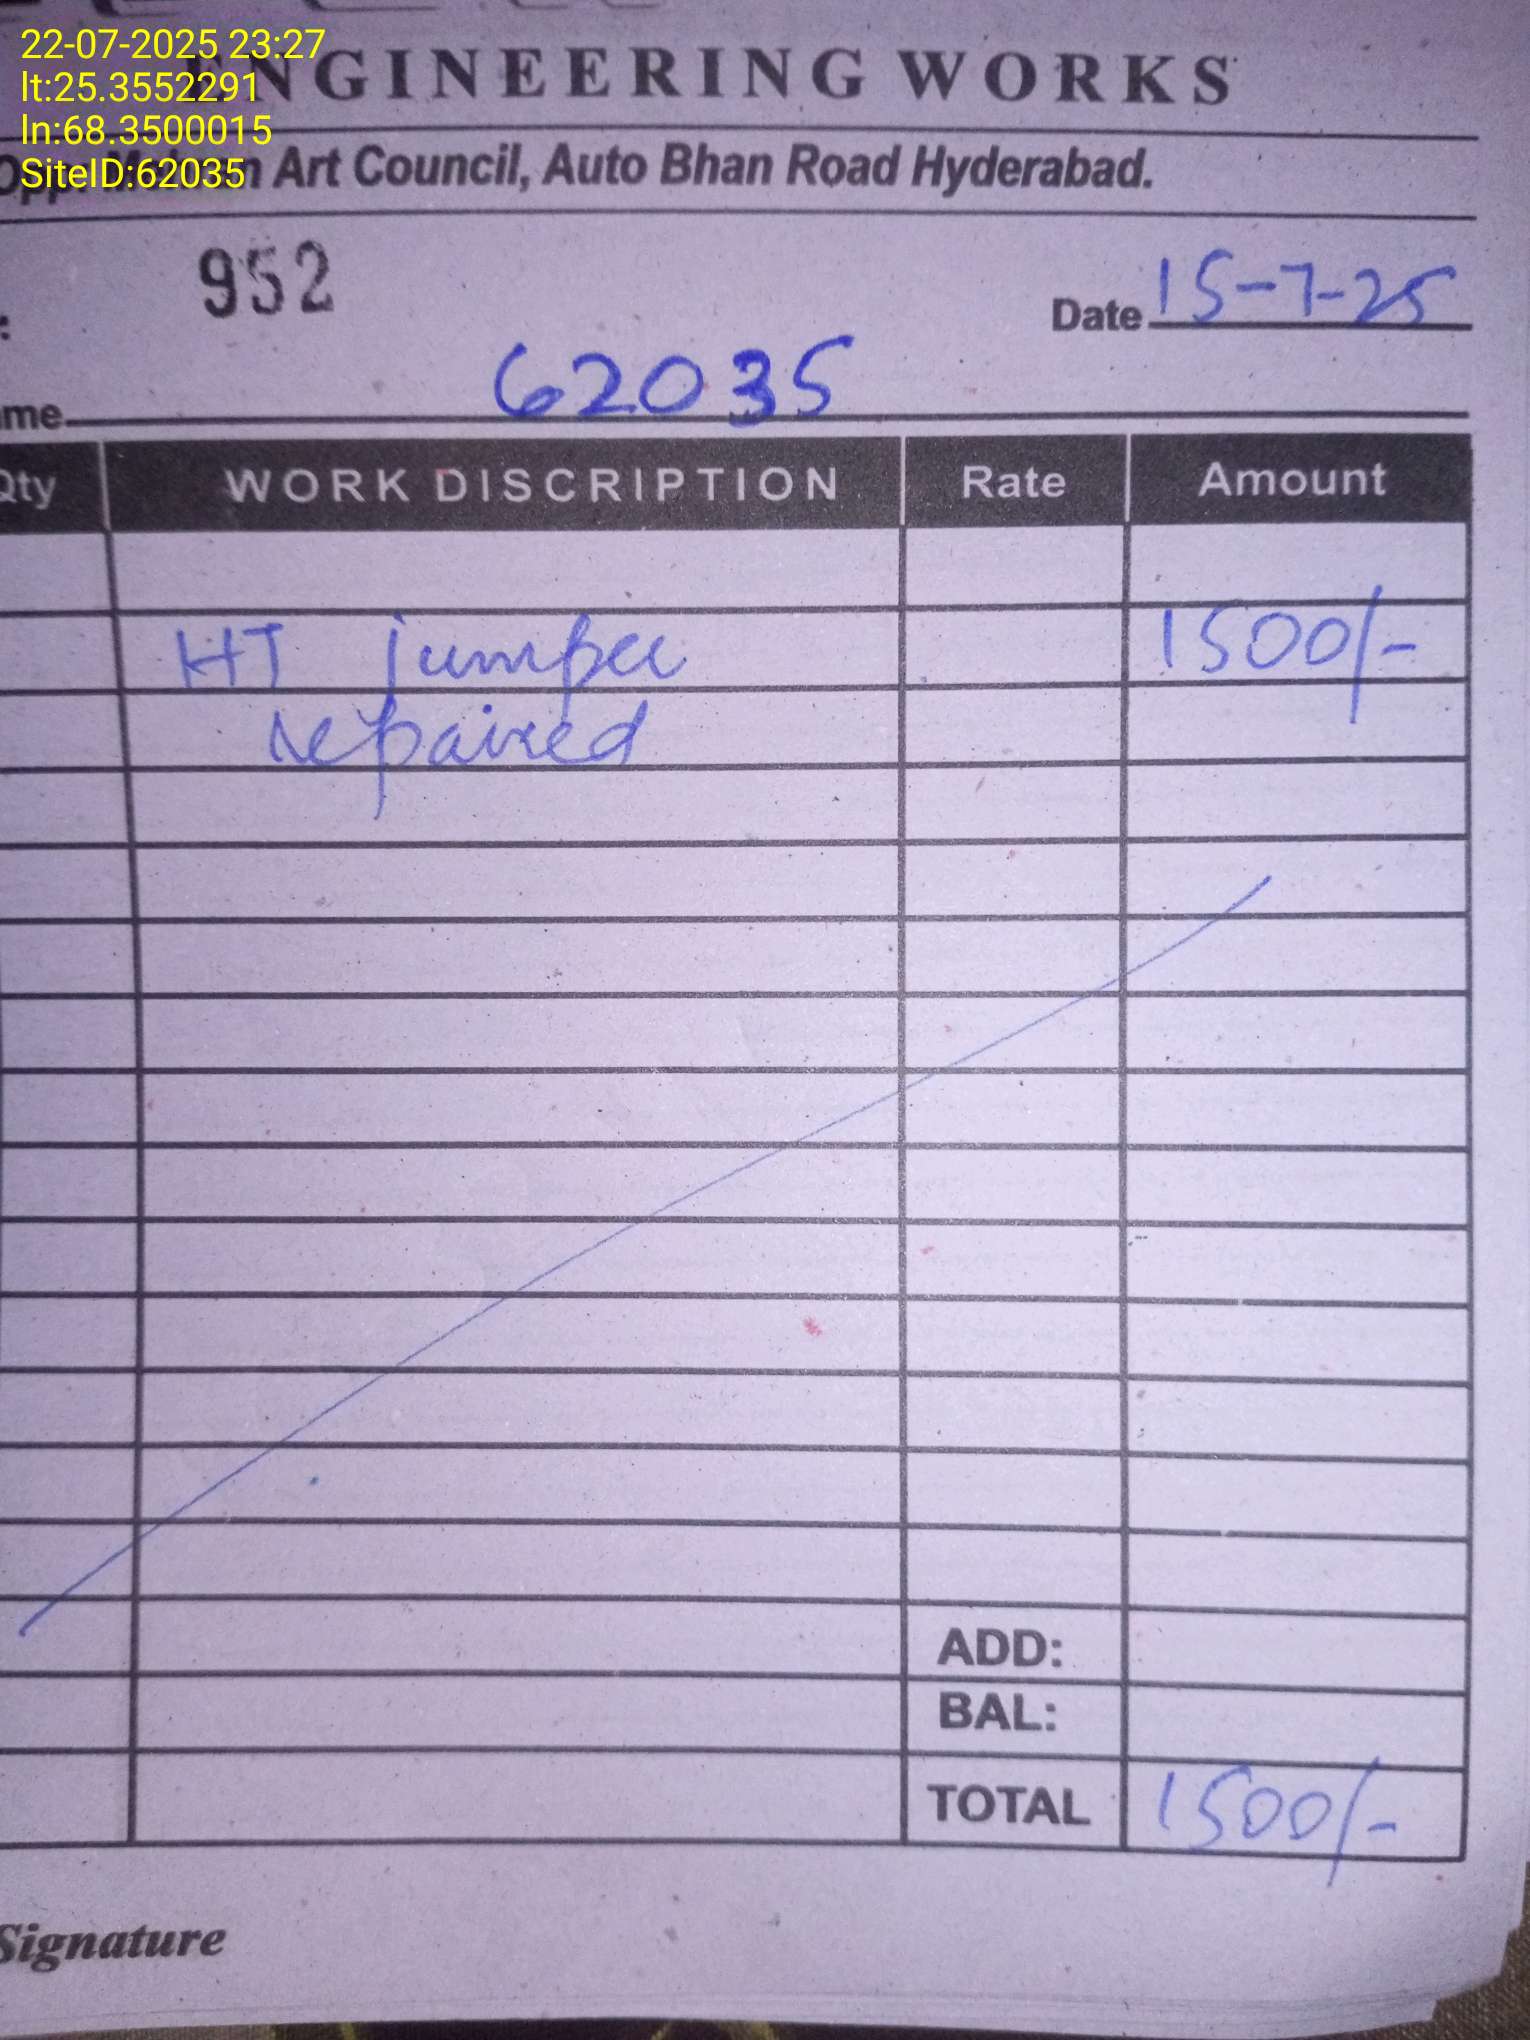 22-07-2025 23:27
lt:25.3552291
ln:68.3500015
SiteID:62035
ENGINEERING WORKS
Art Council, Auto Bhan Road Hyderabad.
952
Date 15-7-25
62035
Qty WORK DISCRIPTION Rate Amount
HT jumper 1500/-
repaired
ADD:
BAL:
TOTAL 1500/-
Signature